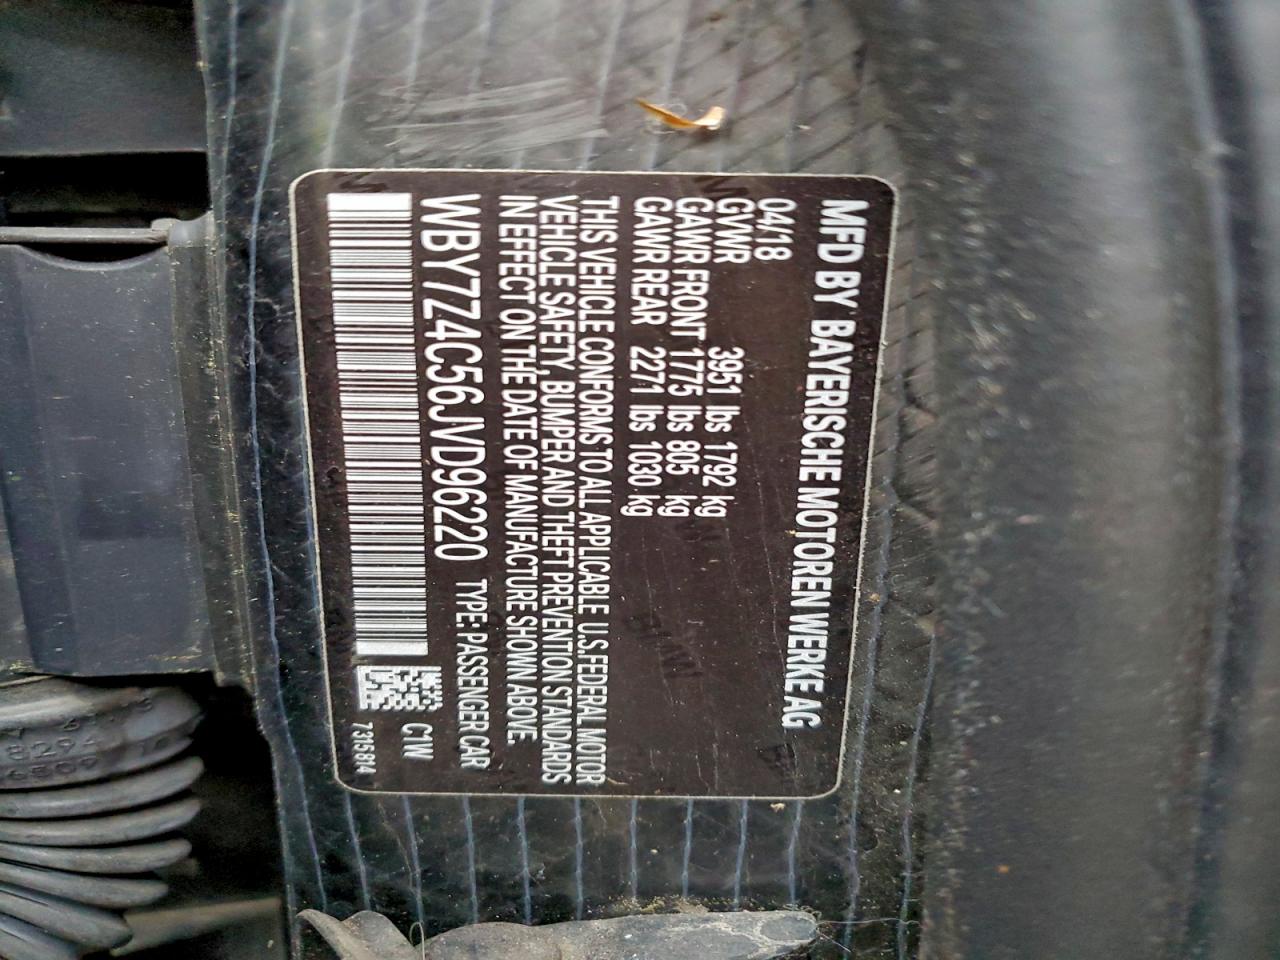 MFD BY BAYERISCHE MOTOREN WERKE AG
04/18
GVWR 3951 lbs 1792 kg
GAWR FRONT 1775 lbs 805 kg
GAWR REAR 2271 lbs 1030 kg
THIS VEHICLE CONFORMS TO ALL APPLICABLE U.S.FEDERAL MOTOR
VEHICLE SAFETY, BUMPER AND THEFT PREVENTION STANDARDS
IN EFFECT ON THE DATE OF MANUFACTURE SHOWN ABOVE.
WBY7Z4C56JVD96220 TYPE: PASSENGER CAR
C1W
7315814